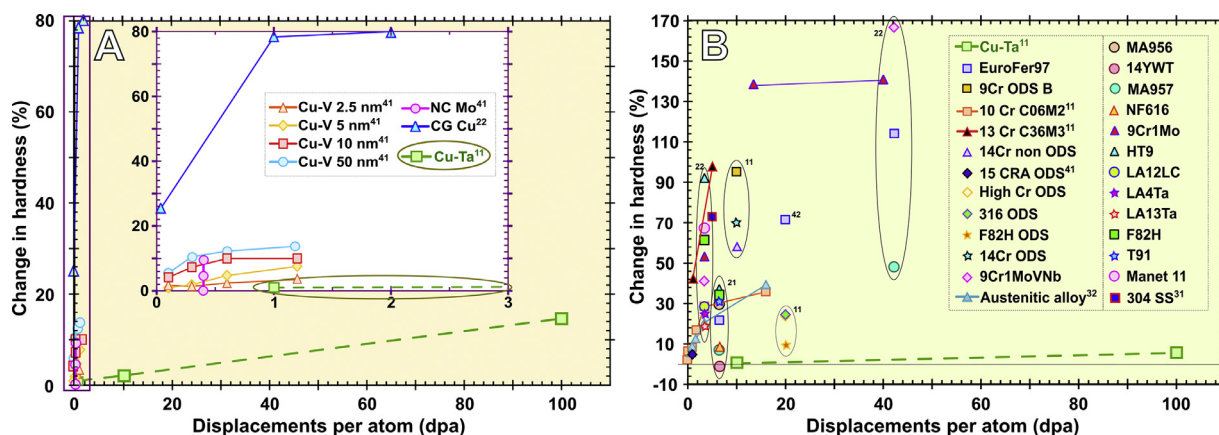 A
Change in hardness (%)
80
60
40
20
0
0
20
40
60
80
100
Displacements per atom (dpa)
80
60
40
20
0
0
1
2
3
Cu-V 2.5 nm41
Cu-V 5 nm41
Cu-V 10 nm41
Cu-V 50 nm41
NC Mo41
CG Cu22
Cu-Ta11
B
Change in hardness (%)
170
150
130
110
90
70
50
30
10
-10
0
20
40
60
80
100
Displacements per atom (dpa)
22
11
42
21
11
22
Cu-Ta11
EuroFer97
9Cr ODS B
10 Cr C06M211
13 Cr C36M311
14Cr non ODS
15 CRA ODS41
High Cr ODS
316 ODS
F82H ODS
14Cr ODS
9Cr1MoVNb
Austenitic alloy32
MA956
14YWT
MA957
NF616
9Cr1Mo
HT9
LA12LC
LA4Ta
LA13Ta
F82H
T91
Manet 11
304 SS31